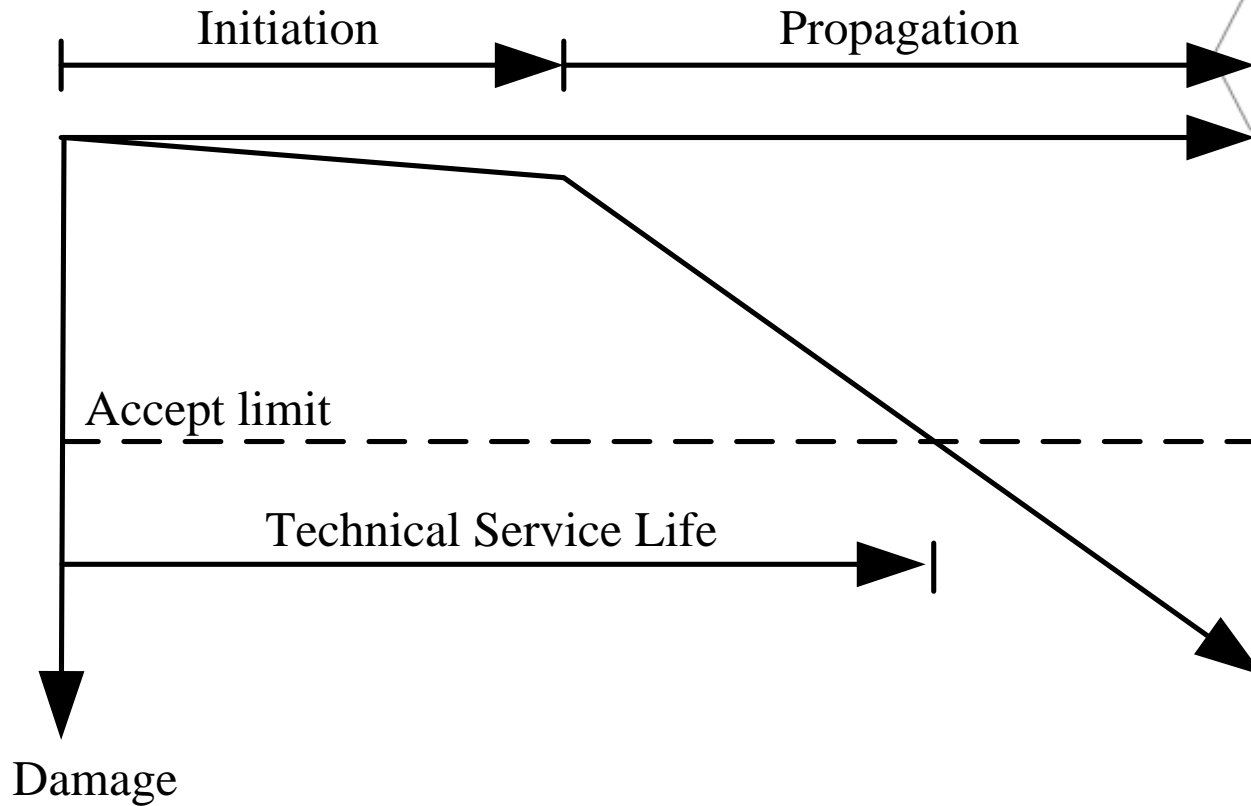 Initiation
Propagation
Accept limit
Technical Service Life
Damage